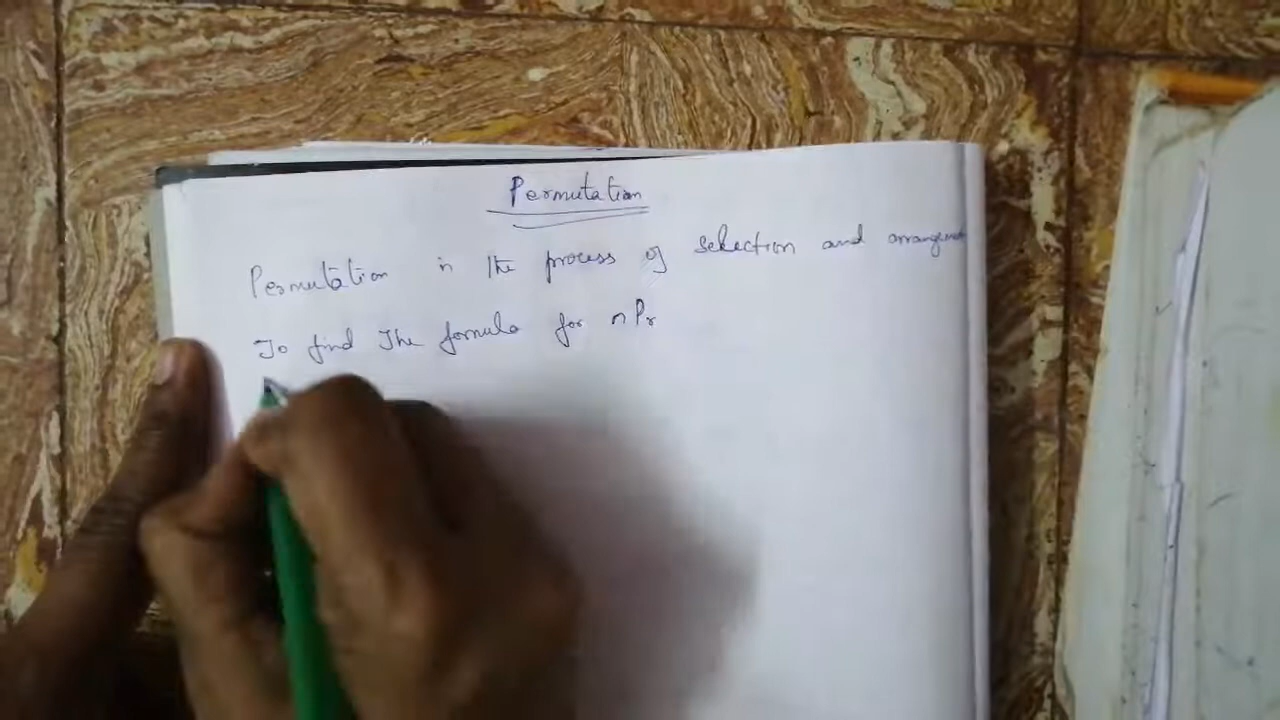 Permutation
Permutation is the process of selection and arrangement
To find the formula for nPr